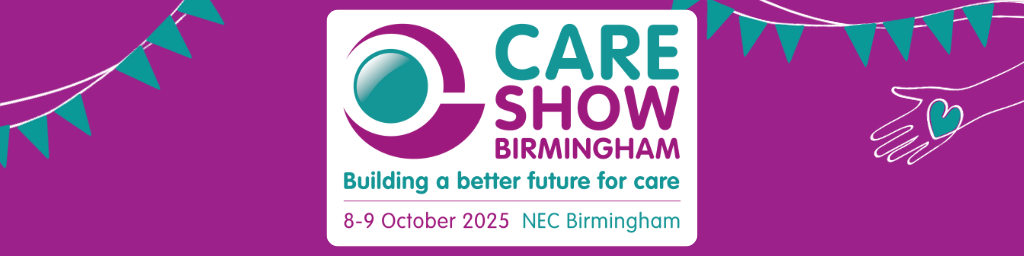 CARE
SHOW
BIRMINGHAM
Building a better future for care
8-9 October 2025 NEC Birmingham